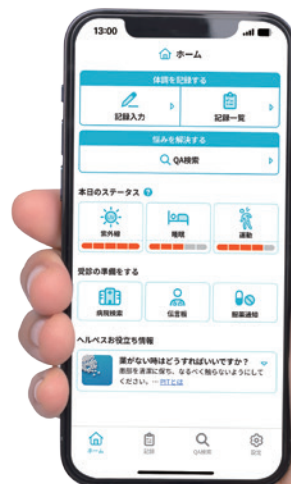 13:00
ホーム
体調を記録する
記録入力
記録一覧
悩みを解決する
QA検索
本日のステータス ?
紫外線
睡眠
運動
受診の準備をする
病院検索
伝言板
服薬通知
ヘルペスお役立ち情報
薬がない時はどうすればいいですか？
患部を清潔に保ち、なるべく触らないようにして
ください。… PITとは
ホーム
記録
QA検索
設定